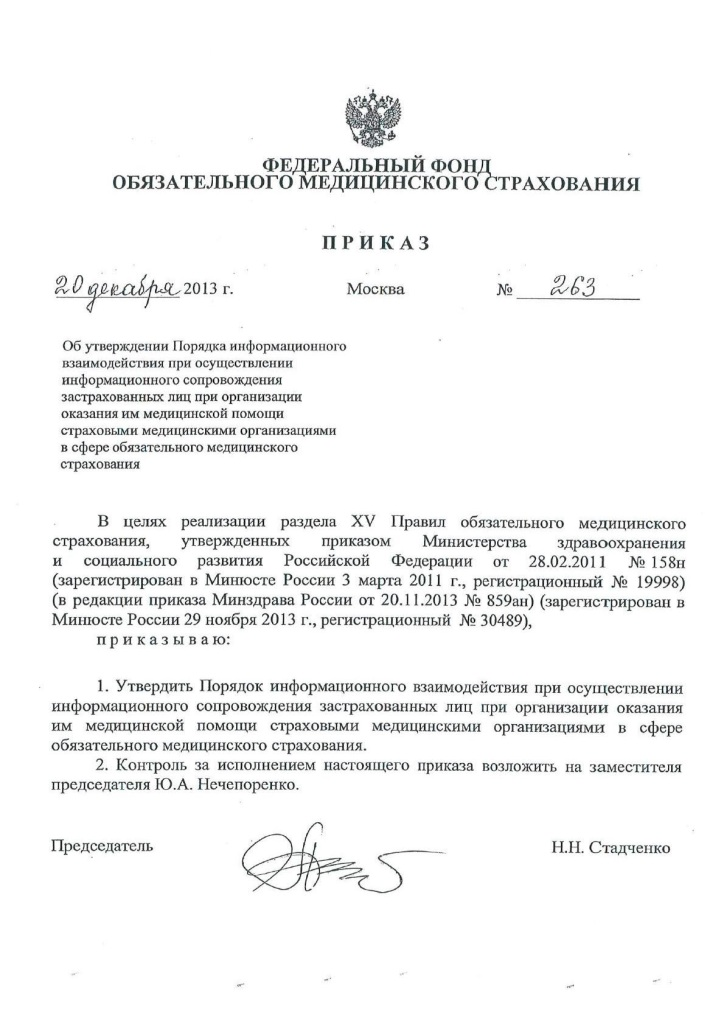 ФЕДЕРАЛЬНЫЙ ФОНД
ОБЯЗАТЕЛЬНОГО МЕДИЦИНСКОГО СТРАХОВАНИЯ
П Р И К А З
20 декабря 2013 г. Москва № 263
Об утверждении Порядка информационного
взаимодействия при осуществлении
информационного сопровождения
застрахованных лиц при организации
оказания им медицинской помощи
страховыми медицинскими организациями
в сфере обязательного медицинского
страхования
В целях реализации раздела XV Правил обязательного медицинского
страхования, утвержденных приказом Министерства здравоохранения
и социального развития Российской Федерации от 28.02.2011 № 158н
(зарегистрирован в Минюсте России 3 марта 2011 г., регистрационный № 19998)
(в редакции приказа Минздрава России от 20.11.2013 № 859ан) (зарегистрирован в
Минюсте России 29 ноября 2013 г., регистрационный № 30489),
п р и к а з ы в а ю:
1. Утвердить Порядок информационного взаимодействия при осуществлении
информационного сопровождения застрахованных лиц при организации оказания
им медицинской помощи страховыми медицинскими организациями в сфере
обязательного медицинского страхования.
2. Контроль за исполнением настоящего приказа возложить на заместителя
председателя Ю.А. Нечепоренко.
Председатель Н.Н. Стадченко